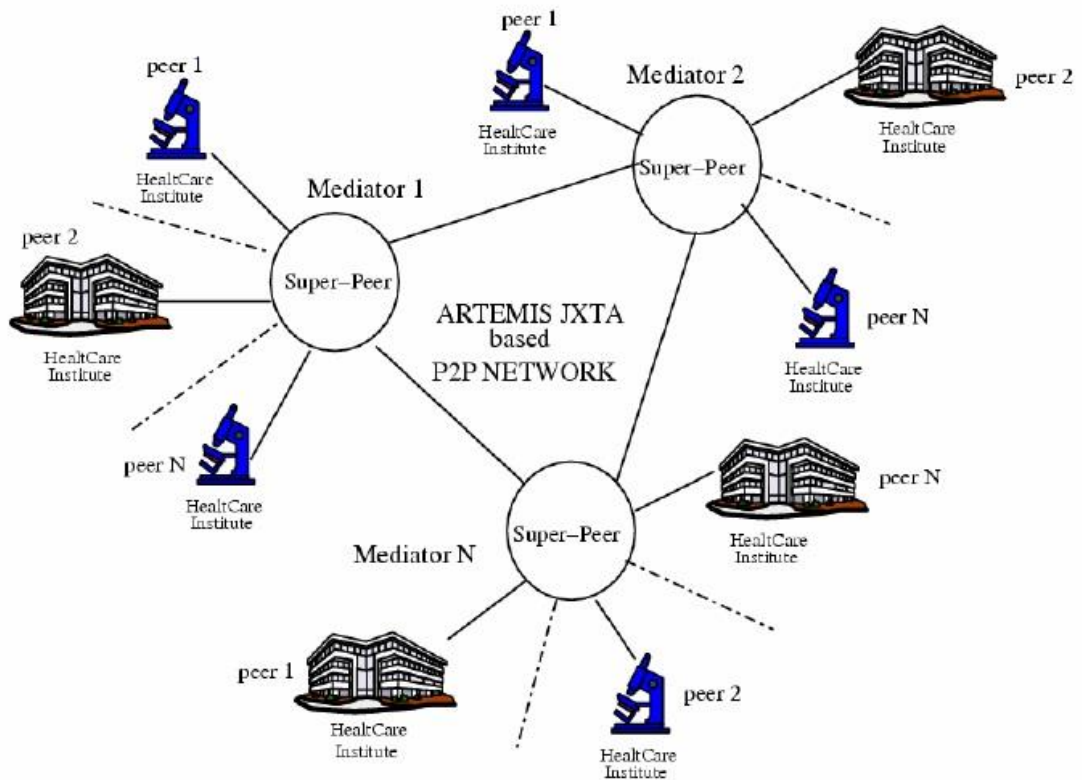 peer 1
HealtCare
Institute
Mediator 1
peer 2
HealtCare
Institute
Super-Peer
peer N
HealtCare
Institute
peer 1
HealtCare
Institute
Mediator 2
Super-Peer
peer 2
HealtCare
Institute
peer N
HealtCare
Institute
ARTEMIS JXTA
based
P2P NETWORK
Super-Peer
Mediator N
peer N
HealtCare
Institute
peer 1
HealtCare
Institute
peer 2
HealtCare
Institute